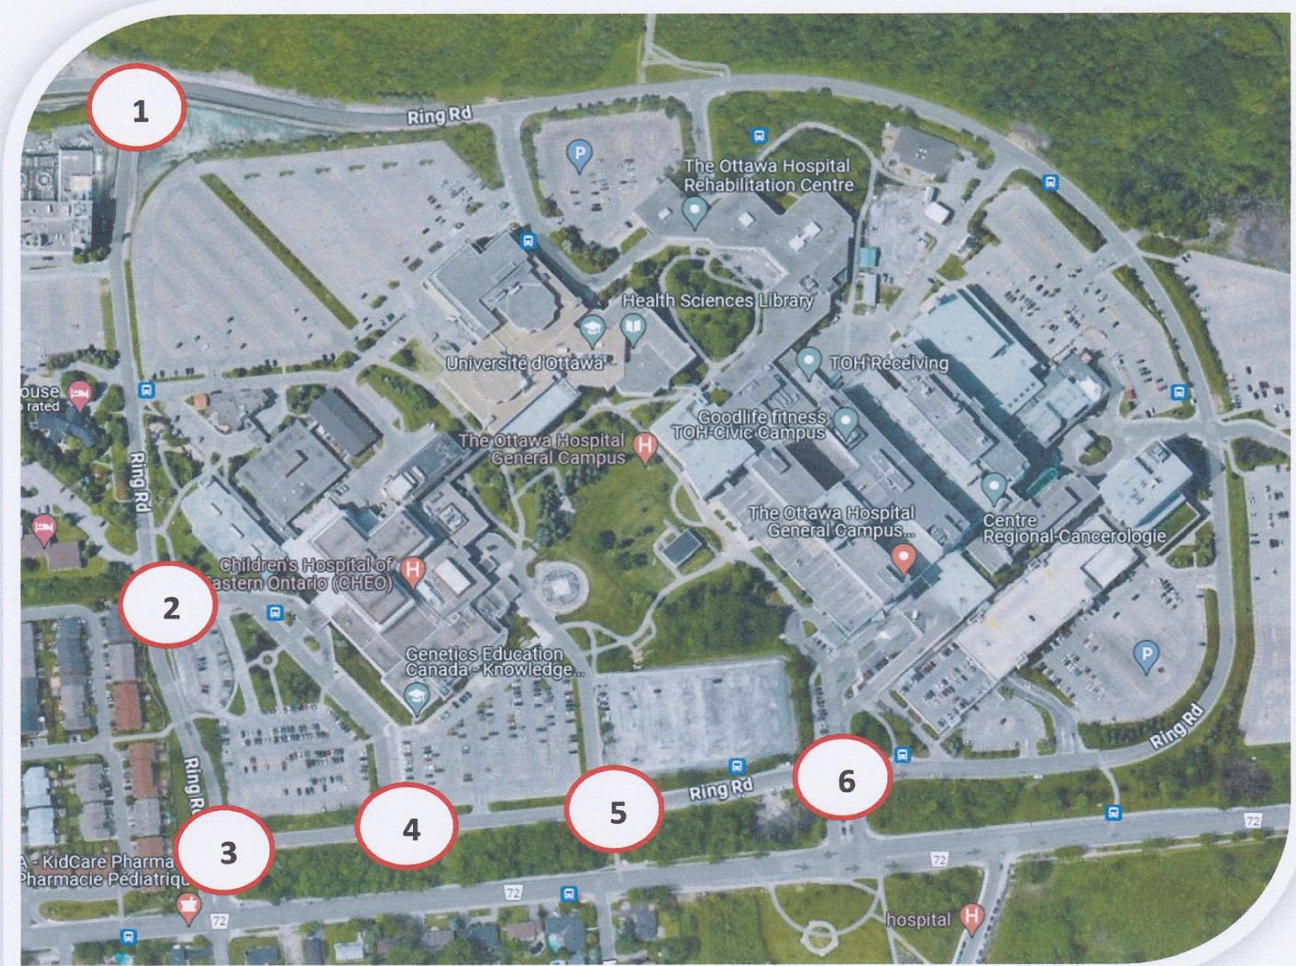 1
Ring Rd
P
The Ottawa Hospital
Rehabilitation Centre
Health Sciences Library
Université d'Ottawa
TOH Receiving
ouse
rated
Goodlife fitness
TOH-Civic Campus
The Ottawa Hospital
General Campus
H
Ring Rd
The Ottawa Hospital
General Campus...
Centre
Regional-Cancerologie
Children's Hospital of
Eastern Ontario (CHEO)
H
2
Genetics Education
Canada - Knowledge...
P
Ring Rd
Ring Rd
Ring Rd
6
5
4
3
A - KidCare Pharma
Pharmacie Pédiatriqu
72
72
72
72
hospital
H